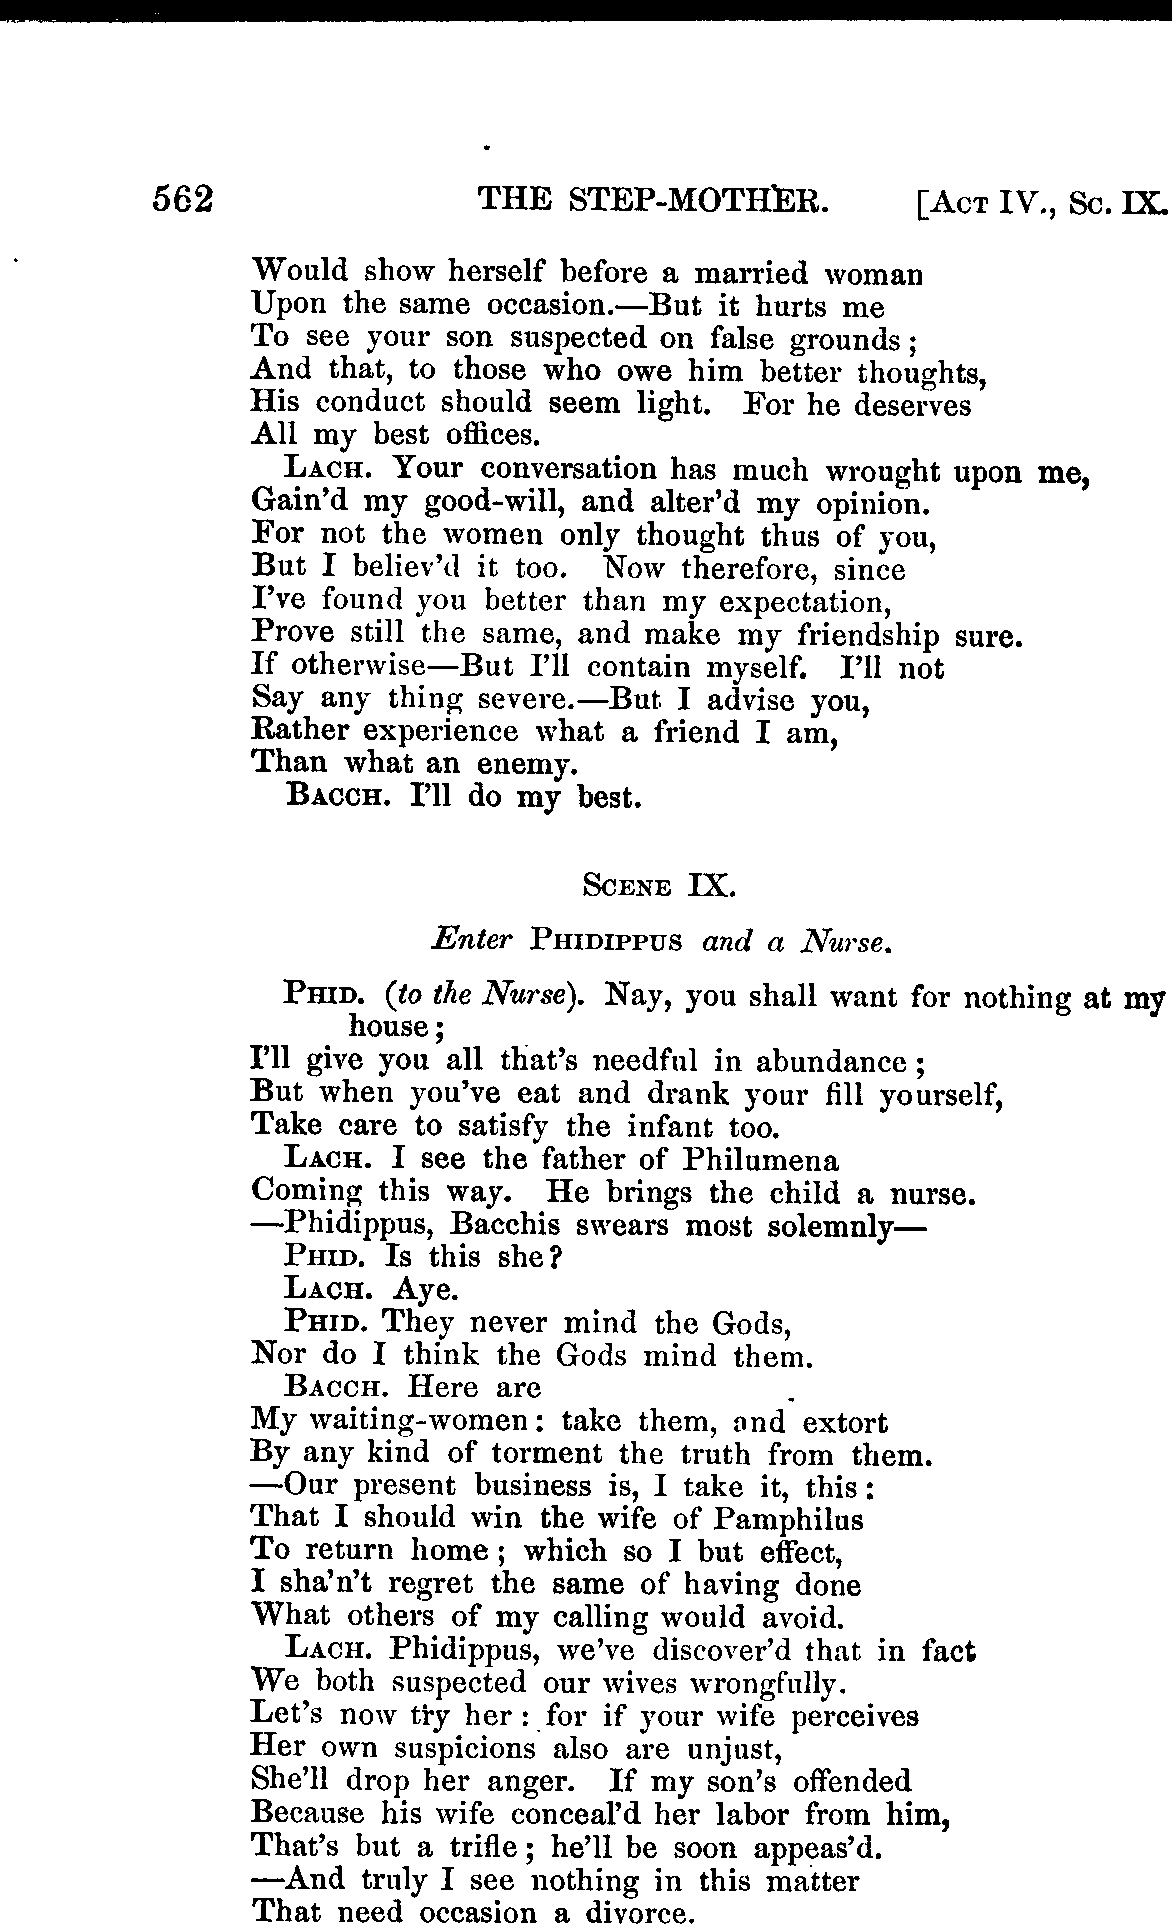 562 THE STEP-MOTHER. [ACT IV., Sc. IX.
Would show herself before a married woman
Upon the same occasion.—But it hurts me
To see your son suspected on false grounds;
And that, to those who owe him better thoughts,
His conduct should seem light. For he deserves
All my best offices.
LACH. Your conversation has much wrought upon me,
Gain'd my good-will, and alter'd my opinion.
For not the women only thought thus of you,
But I believ'd it too. Now therefore, since
I've found you better than my expectation,
Prove still the same, and make my friendship sure.
If otherwise—But I'll contain myself. I'll not
Say any thing severe.—But I advise you,
Rather experience what a friend I am,
Than what an enemy.
BACCH. I'll do my best.
SCENE IX.
Enter PHIDIPPUS and a Nurse.
PHID. (to the Nurse). Nay, you shall want for nothing at my
house;
I'll give you all that's needful in abundance;
But when you've eat and drank your fill yourself,
Take care to satisfy the infant too.
LACH. I see the father of Philumena
Coming this way. He brings the child a nurse.
—Phidippus, Bacchis swears most solemnly—
PHID. Is this she?
LACH. Aye.
PHID. They never mind the Gods,
Nor do I think the Gods mind them.
BACCH. Here are
My waiting-women: take them, and extort
By any kind of torment the truth from them.
—Our present business is, I take it, this:
That I should win the wife of Pamphilus
To return home; which so I but effect,
I sha'n't regret the same of having done
What others of my calling would avoid.
LACH. Phidippus, we've discover'd that in fact
We both suspected our wives wrongfully.
Let's now try her: for if your wife perceives
Her own suspicions also are unjust,
She'll drop her anger. If my son's offended
Because his wife conceal'd her labor from him,
That's but a trifle; he'll be soon appeas'd.
—And truly I see nothing in this matter
That need occasion a divorce.